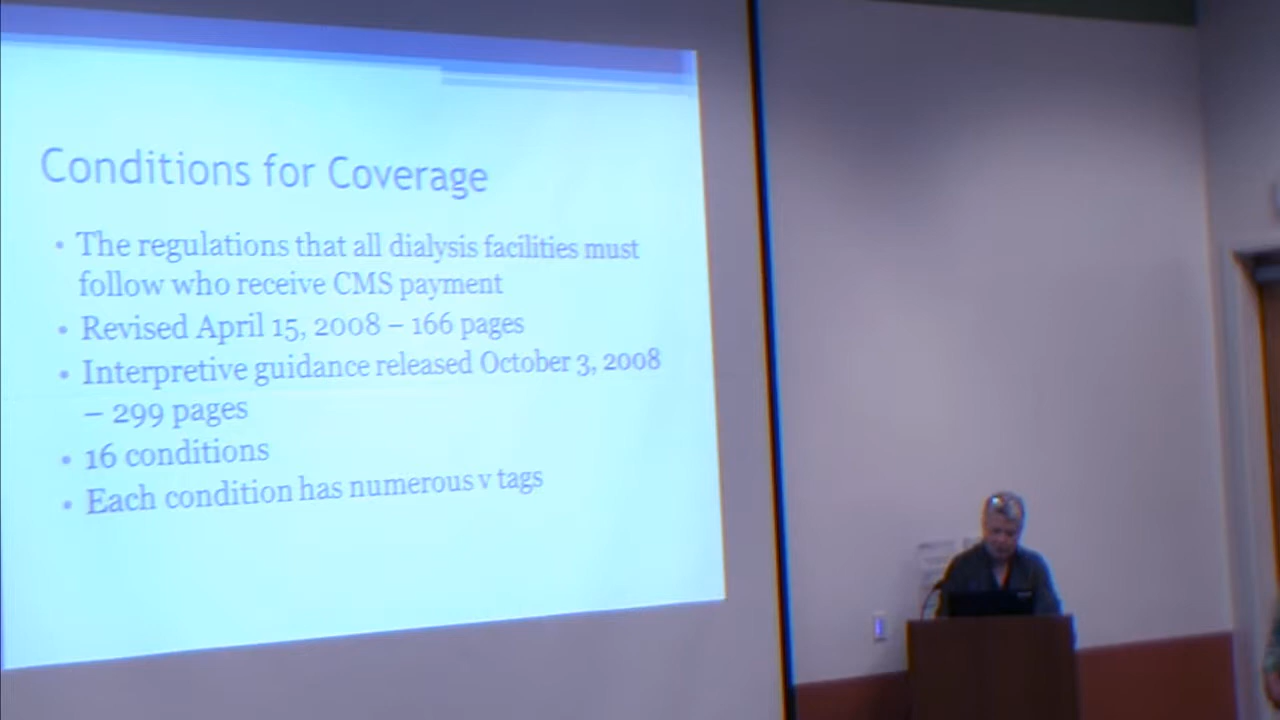 Conditions for Coverage
• The regulations that all dialysis facilities must
follow who receive CMS payment
• Revised April 15, 2008 – 166 pages
• Interpretive guidance released October 3, 2008
– 299 pages
• 16 conditions
• Each condition has numerous v tags